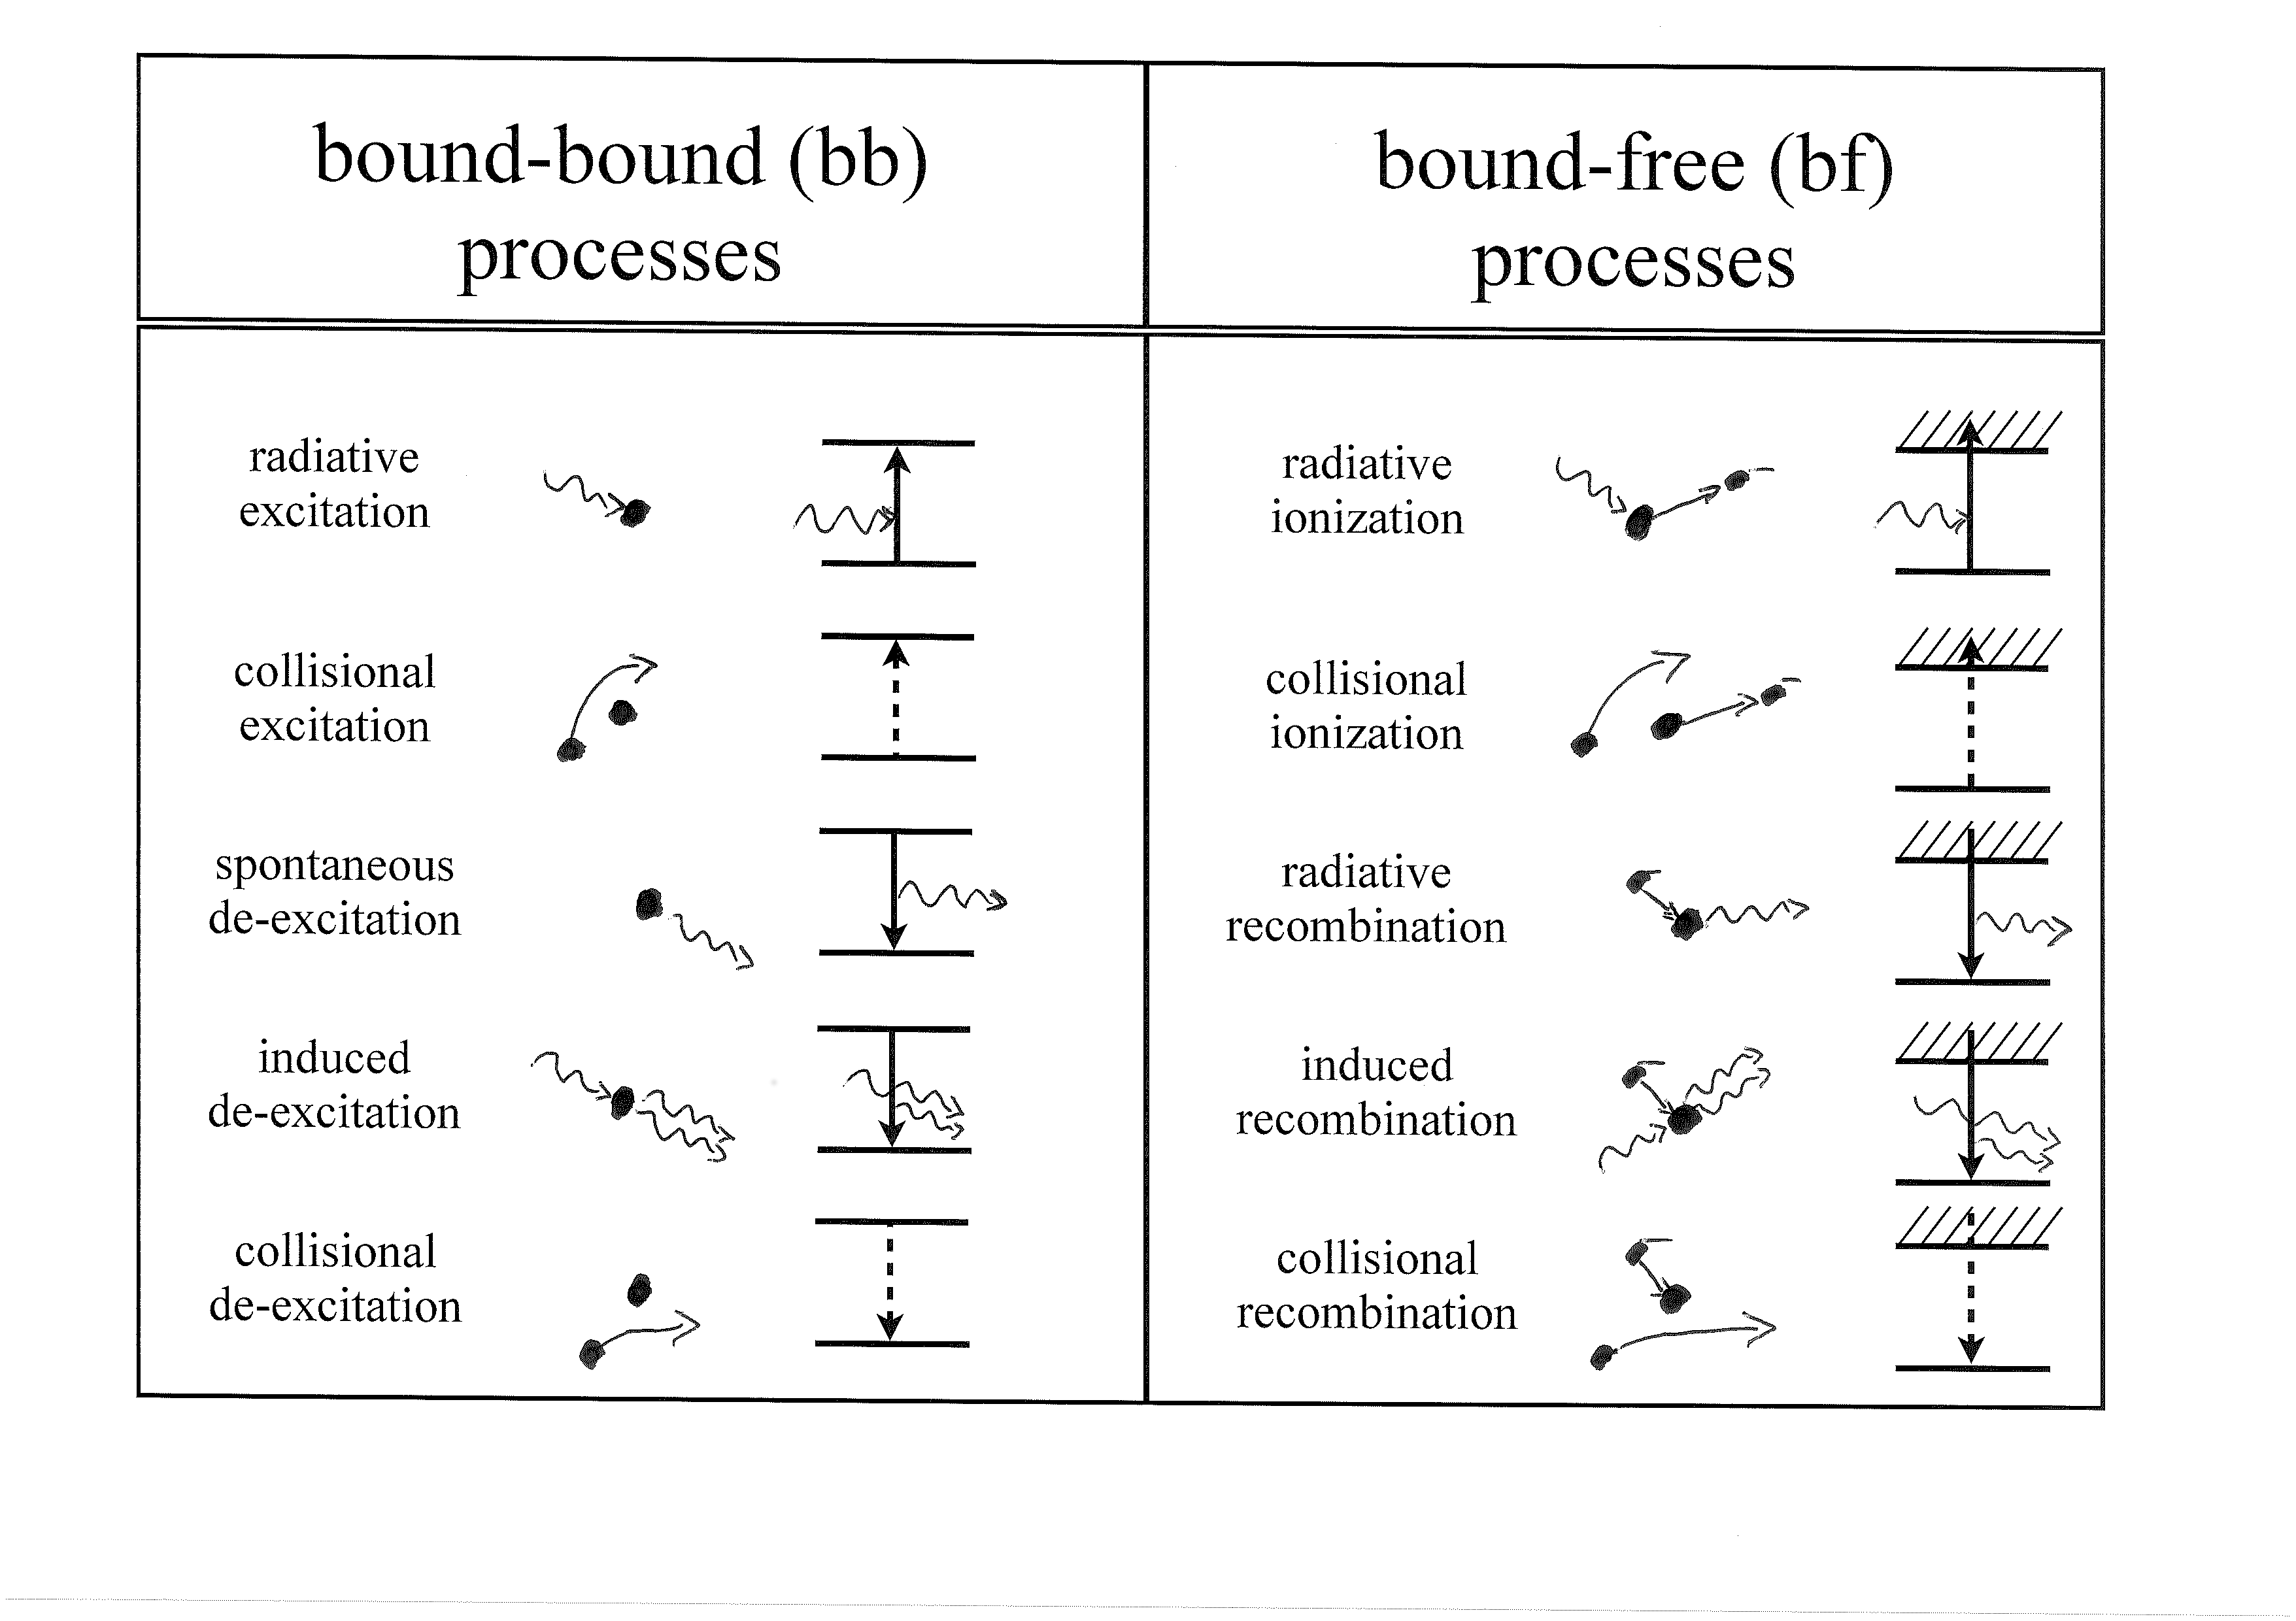 bound-bound (bb)
processes
bound-free (bf)
processes
radiative
excitation
collisional
excitation
spontaneous
de-excitation
induced
de-excitation
collisional
de-excitation
radiative
ionization
collisional
ionization
radiative
recombination
induced
recombination
collisional
recombination